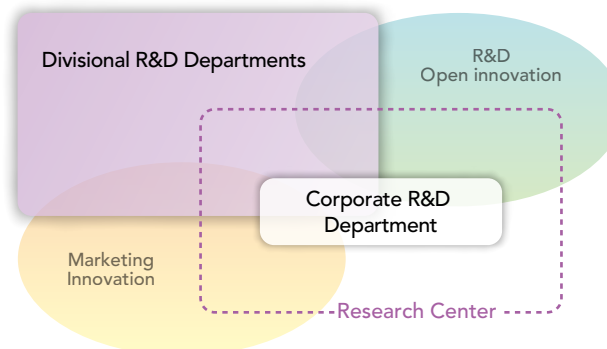 Divisional R&D Departments
R&D
Open innovation
Corporate R&D
Department
Marketing
Innovation
Research Center